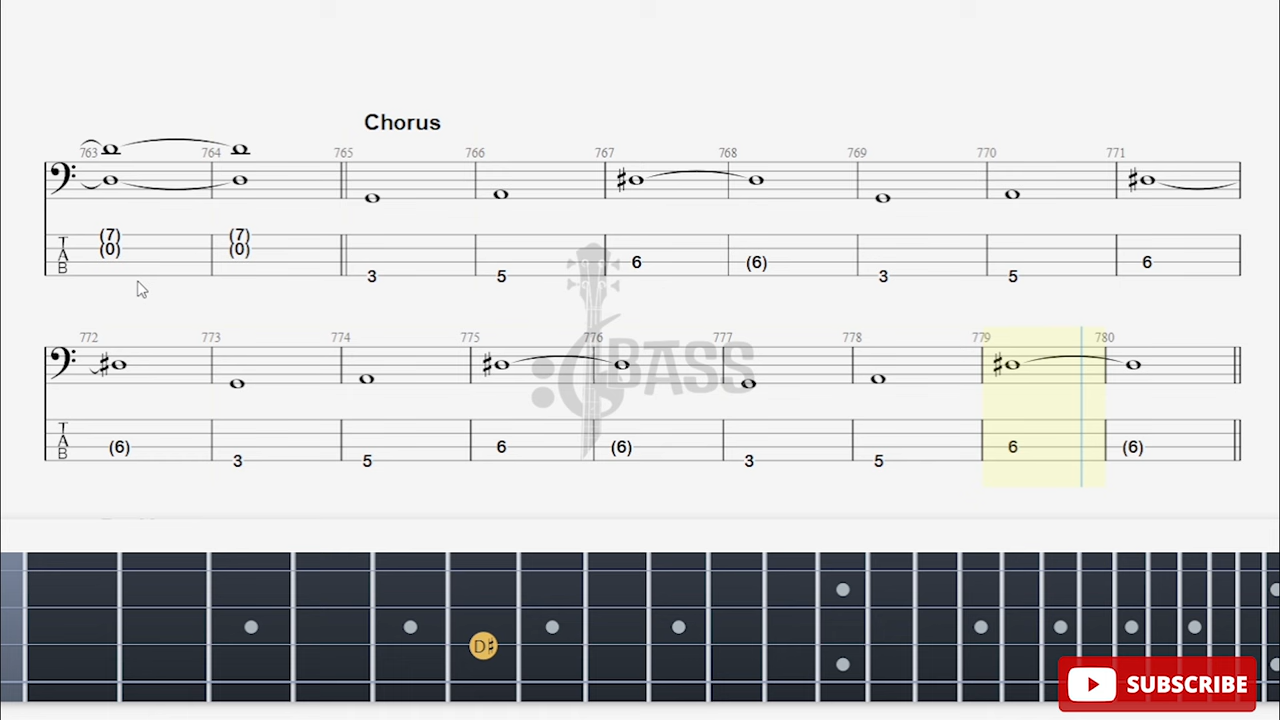 Chorus
763 764 765 766 767 768 769 770 771
(7) (7)
(0) (0)
T
A
B
6 (6) 6
3 5 3 5
772 773 774 775 776 777 778 779 780
BASS
T
A
B
(6) 6 (6) 6 (6)
3 5 3 5
D♯
SUBSCRIBE